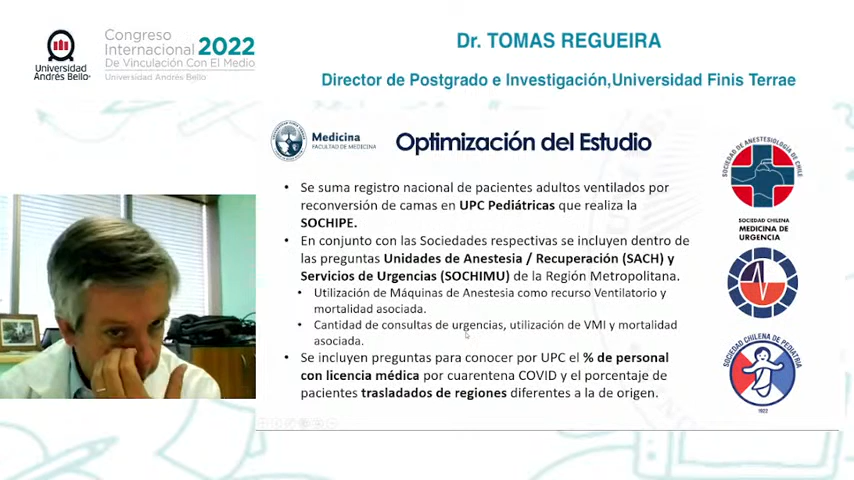 Dr. TOMAS REGUEIRA
Congreso
Internacional 2022
De Vinculación Con El Medio
Universidad Andrés Bello
Universidad
Andrés Bello
Director de Postgrado e Investigación,Universidad Finis Terrae
Medicina
FACULTAD DE MEDICINA
Optimización del Estudio
SOCIEDAD DE ANESTESIOLOGÍA DE CHILE
• Se suma registro nacional de pacientes adultos ventilados por
reconversión de camas en UPC Pediátricas que realiza la
SOCHIPE.
• En conjunto con las Sociedades respectivas se incluyen dentro de
las preguntas Unidades de Anestesia / Recuperación (SACH) y
Servicios de Urgencias (SOCHIMU) de la Región Metropolitana.
• Utilización de Máquinas de Anestesia como recurso Ventilatorio y
mortalidad asociada.
• Cantidad de consultas de urgencias, utilización de VMI y mortalidad
asociada.
• Se incluyen preguntas para conocer por UPC el % de personal
con licencia médica por cuarentena COVID y el porcentaje de
pacientes trasladados de regiones diferentes a la de origen.
SOCIEDAD CHILENA
MEDICINA DE
URGENCIA
SOCIEDAD CHILENA DE PEDIATRIA
1922